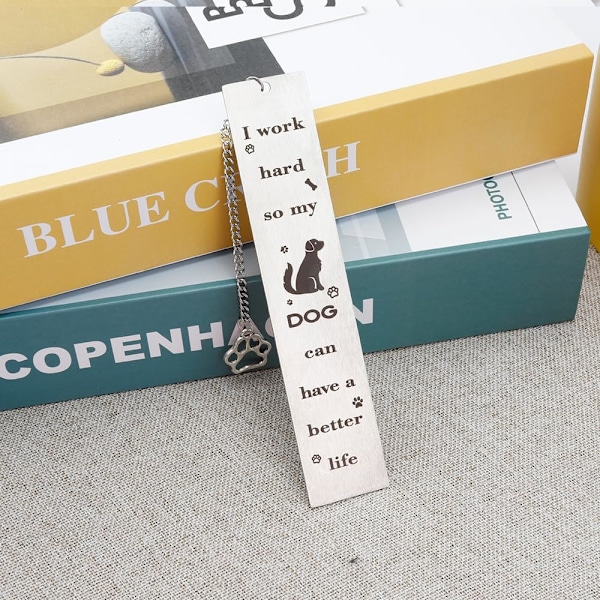 I work
hard
so my
DOG
can
have a
better
life
BLUE
COPENHA
PHOTO